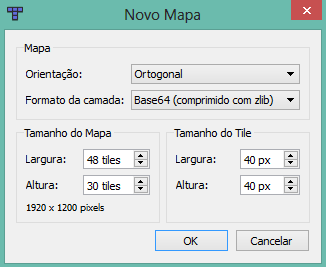 Novo Mapa
Mapa
Orientação: Ortogonal
Formato da camada: Base64 (comprimido com zlib)
Tamanho do Mapa
Largura: 48 tiles
Altura: 30 tiles
1920 x 1200 pixels
Tamanho do Tile
Largura: 40 px
Altura: 40 px
OK Cancelar